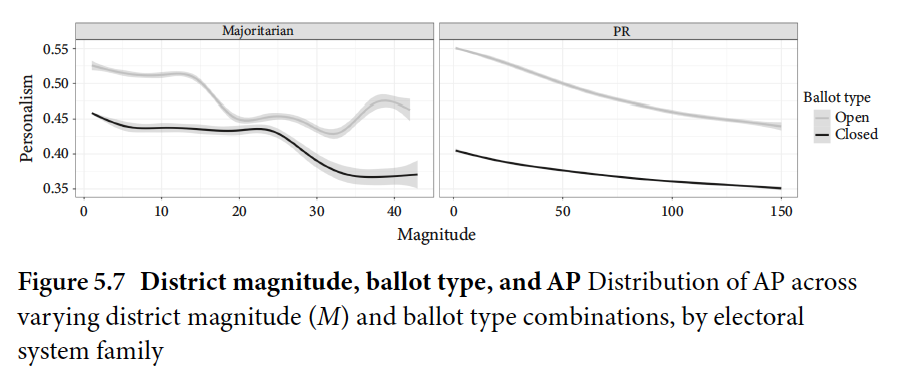 Majoritarian
PR
0.55
0.50
0.45
0.40
0.35
Personalism
0 10 20 30 40
0 50 100 150
Magnitude
Ballot type
Open
Closed
Figure 5.7 District magnitude, ballot type, and AP Distribution of AP across
varying district magnitude (M) and ballot type combinations, by electoral
system family